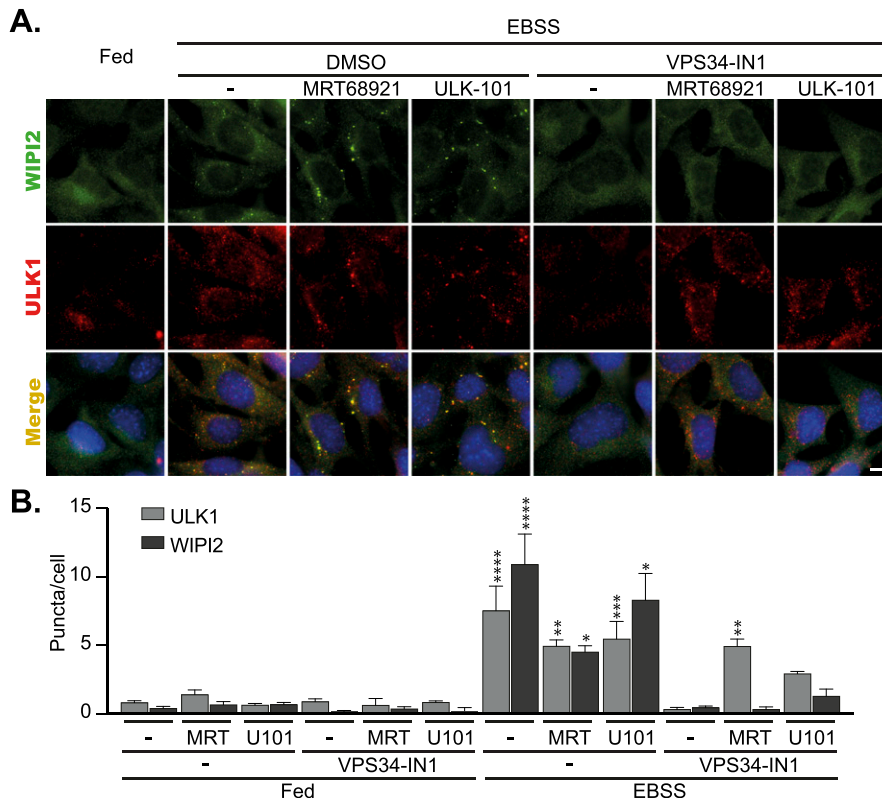 A.
EBSS
Fed
DMSO VPS34-IN1
- MRT68921 ULK-101 - MRT68921 ULK-101
WIPI2
ULK1
Merge
B.
15
10
5
0
Puncta/cell
ULK1
WIPI2
**** **** ** * *** * **
- MRT U101 - MRT U101 - MRT U101 - MRT U101
- VPS34-IN1 - VPS34-IN1
Fed EBSS